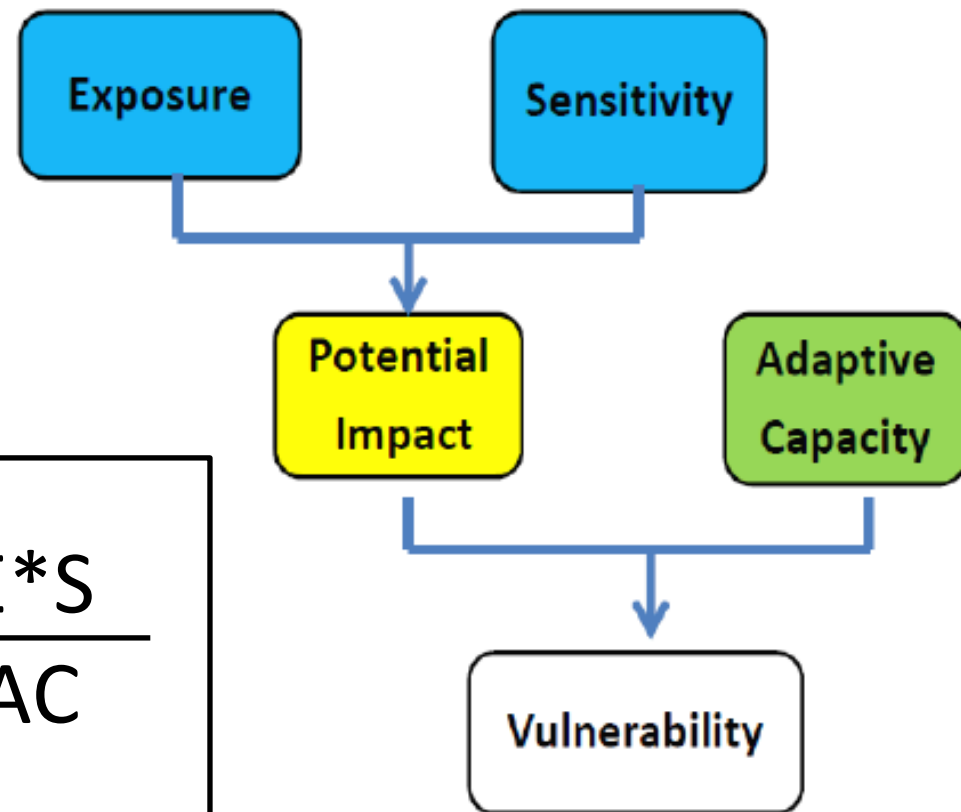 Exposure
Sensitivity
Potential
Impact
Adaptive
Capacity
*S
AC
Vulnerability